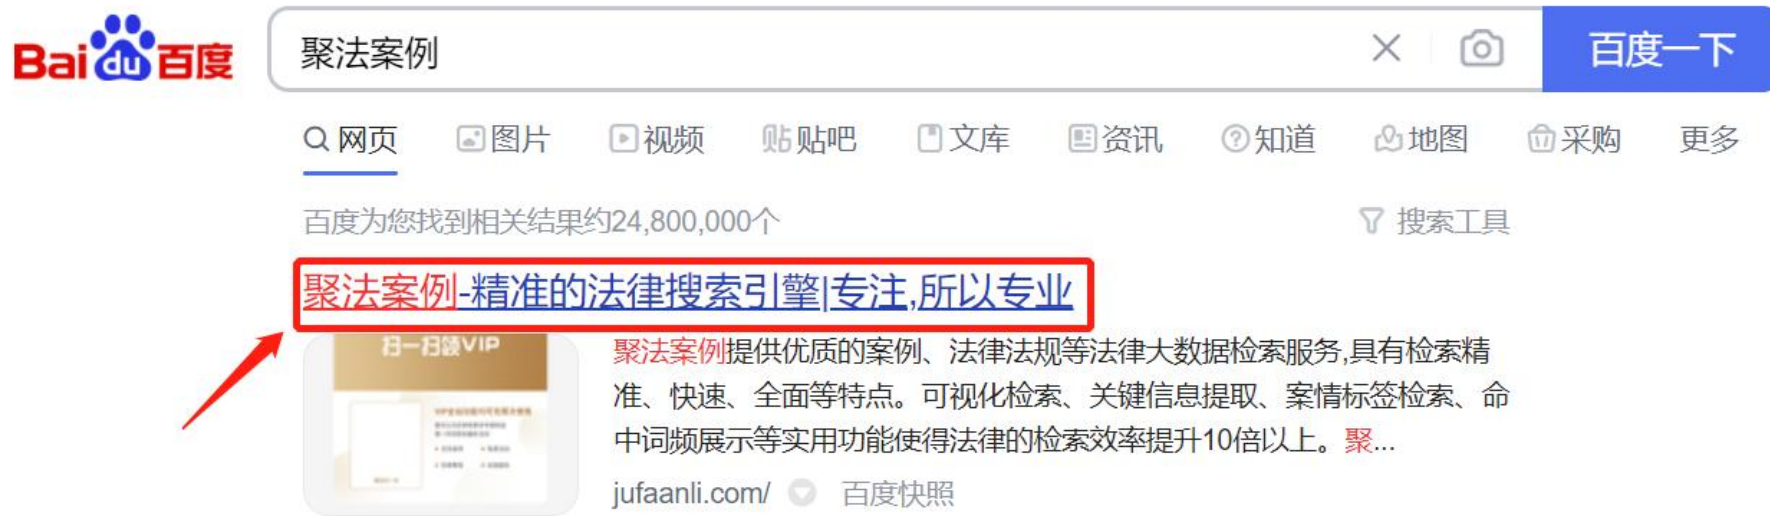 Bai du 百度
聚法案例
百度一下
网页 图片 视频 贴 贴吧 文库 资讯 知道 地图 采购 更多
百度为您找到相关结果约24,800,000个
搜索工具
聚法案例-精准的法律搜索引擎|专注,所以专业
扫一扫领VIP
聚法案例提供优质的案例、法律法规等法律大数据检索服务,具有检索精
准、快速、全面等特点。可视化检索、关键信息提取、案情标签检索、命
中词频展示等实用功能使得法律的检索效率提升10倍以上。聚...
jufaanli.com/ 百度快照